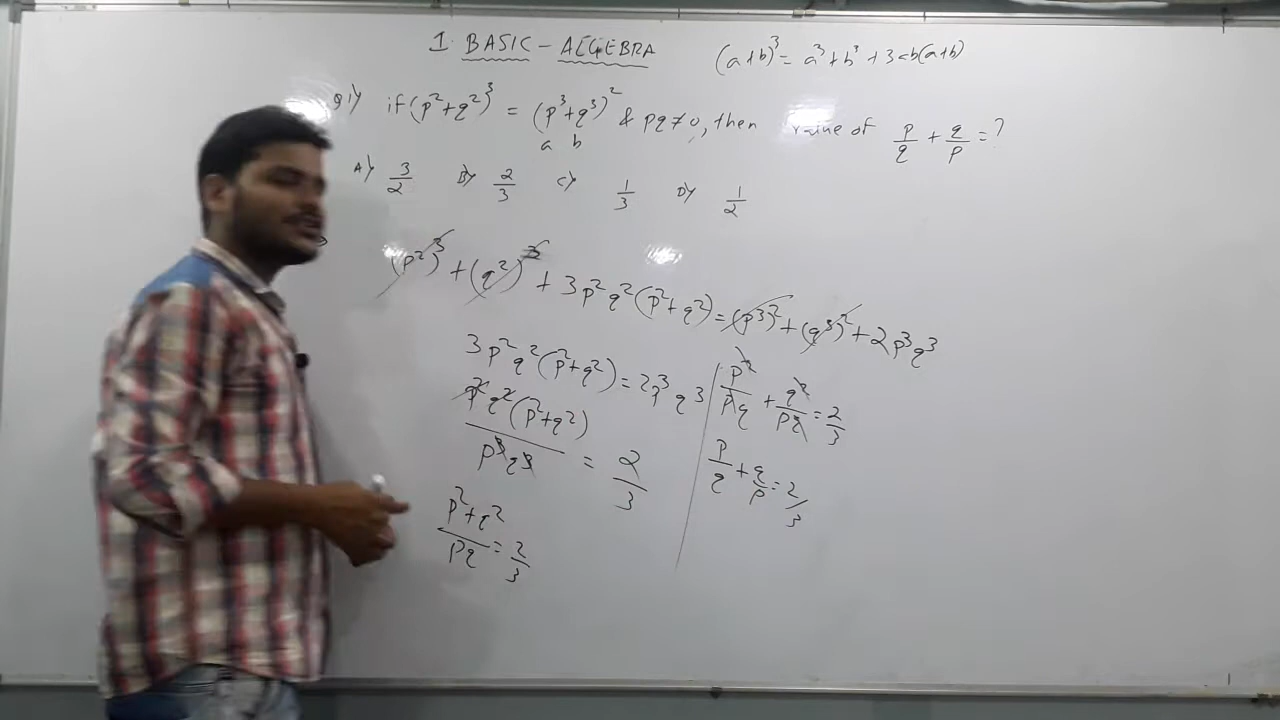 1. BASIC - ALGEBRA
(a+b)³ = a³ + b³ + 3ab(a+b)
Q1) if (p²+q²)³ = (p³+q³)² & pq≠0, then value of p/q + q/p = ?
a b
A) 3/2 B) 2/3 C) 1/3 D) 1/2
(p²)³ + (q²)³ + 3p²q²(p²+q²) = (p³)² + (q³)² + 2p³q³
3p²q²(p²+q²) = 2p³q³
p²q²(p²+q²)/p³q³ = 2/3
p²+q²/pq = 2/3
p²/pq + q²/pq = 2/3
p/q + q/p = 2/3